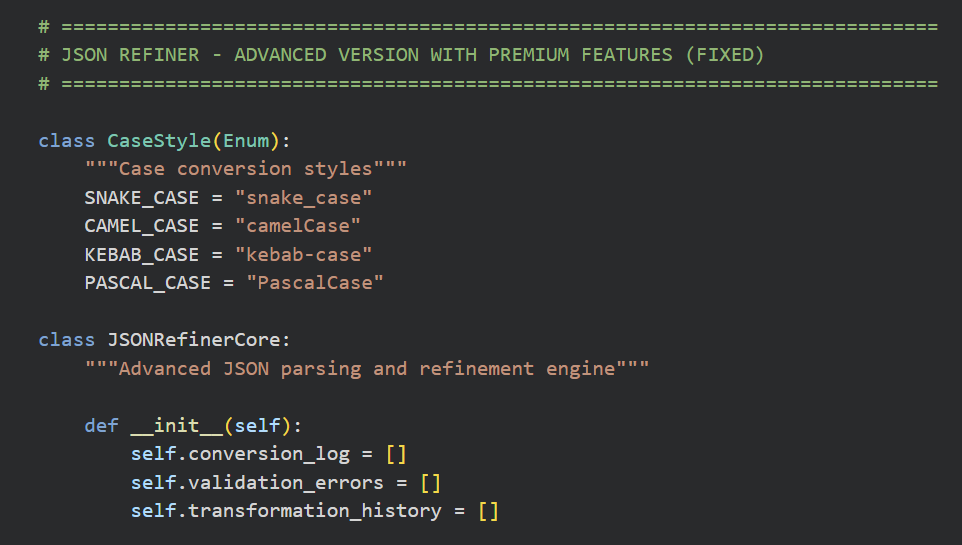 # ============================================================================
# JSON REFINER - ADVANCED VERSION WITH PREMIUM FEATURES (FIXED)
# ============================================================================
class CaseStyle(Enum):
    """Case conversion styles"""
    SNAKE_CASE = "snake_case"
    CAMEL_CASE = "camelCase"
    KEBAB_CASE = "kebab-case"
    PASCAL_CASE = "PascalCase"
class JSONRefinerCore:
    """Advanced JSON parsing and refinement engine"""
    def __init__(self):
        self.conversion_log = []
        self.validation_errors = []
        self.transformation_history = []